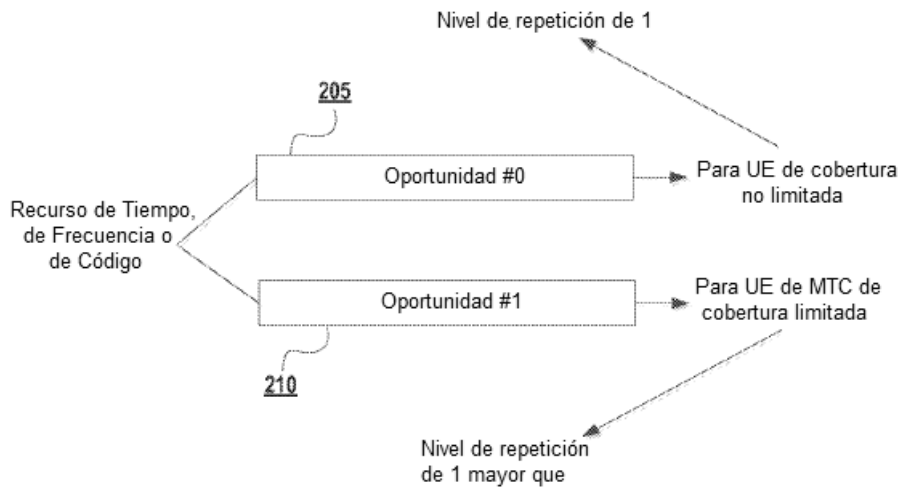 Nivel de repetición de 1
205
Oportunidad #0
Para UE de cobertura
no limitada
Recurso de Tiempo,
de Frecuencia o
de Código
Oportunidad #1
Para UE de MTC de
cobertura limitada
210
Nivel de repetición
de 1 mayor que